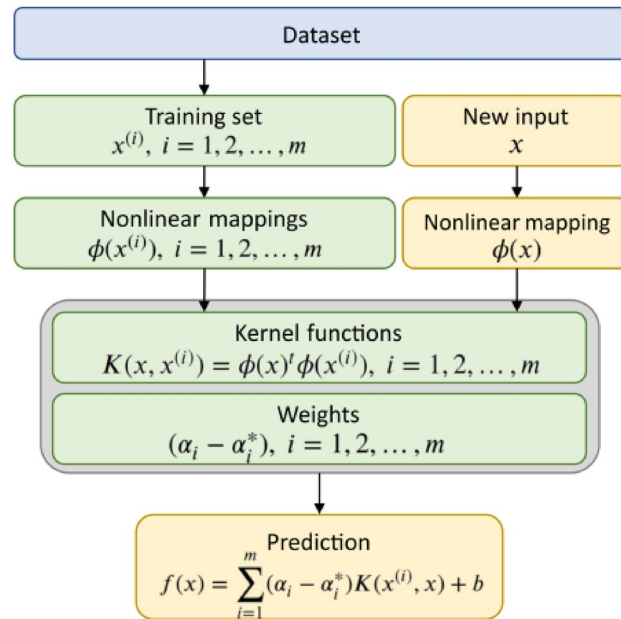 Dataset
Training set
x^{(i)}, i = 1, 2, …, m
New input
x
Nonlinear mappings
ϕ(x^{(i)}), i = 1, 2, …, m
Nonlinear mapping
ϕ(x)
Kernel functions
K(x, x^{(i)}) = ϕ(x)^t ϕ(x^{(i)}), i = 1, 2, …, m
Weights
(α_i − α_i^*), i = 1, 2, …, m
Prediction
f(x) = \sum_{i=1}^{m} (α_i − α_i^*)K(x^{(i)}, x) + b